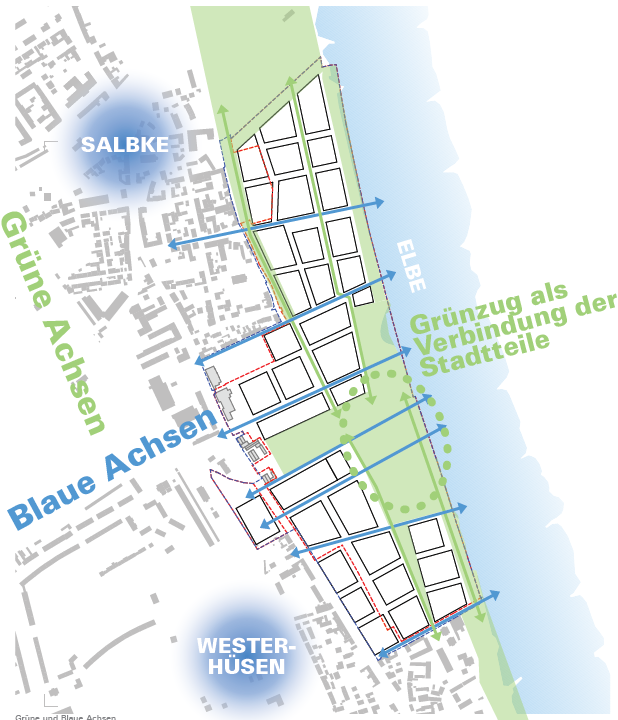 SALBKE
Grüne Achsen
ELBE
Grünzug als
Verbindung der
Stadtteile
Blaue Achsen
WESTER-
HÜSEN
Grüne und Blaue Achsen